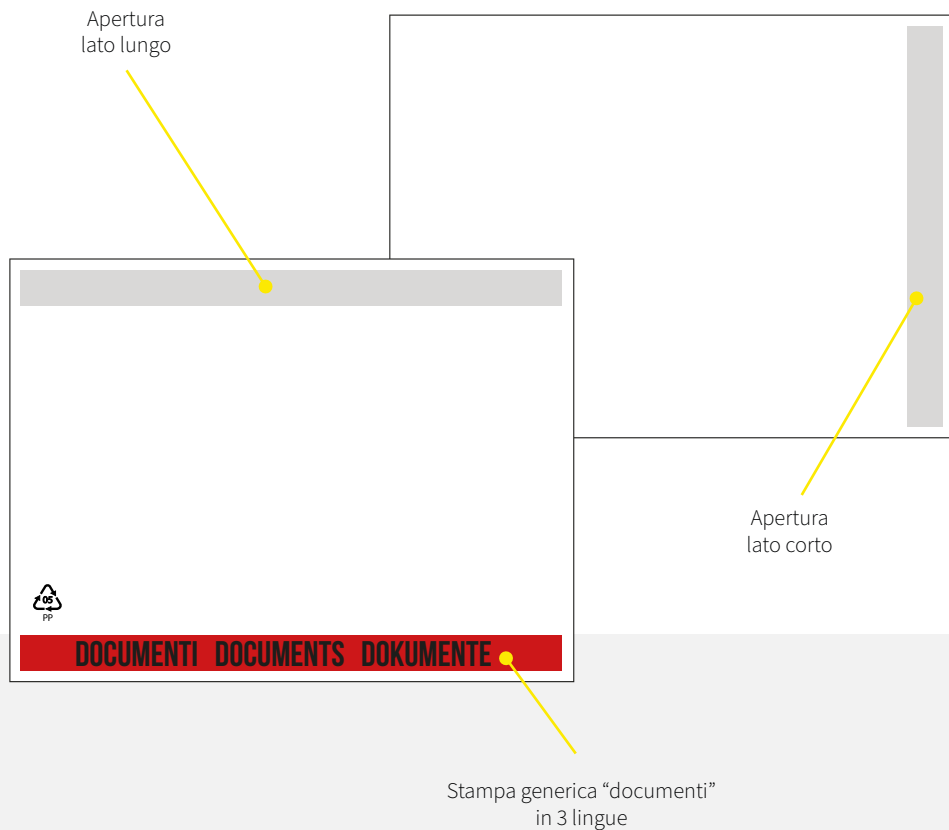 Apertura
lato lungo
Apertura
lato corto
05
PP
DOCUMENTI DOCUMENTS DOKUMENTE
Stampa generica “documenti”
in 3 lingue